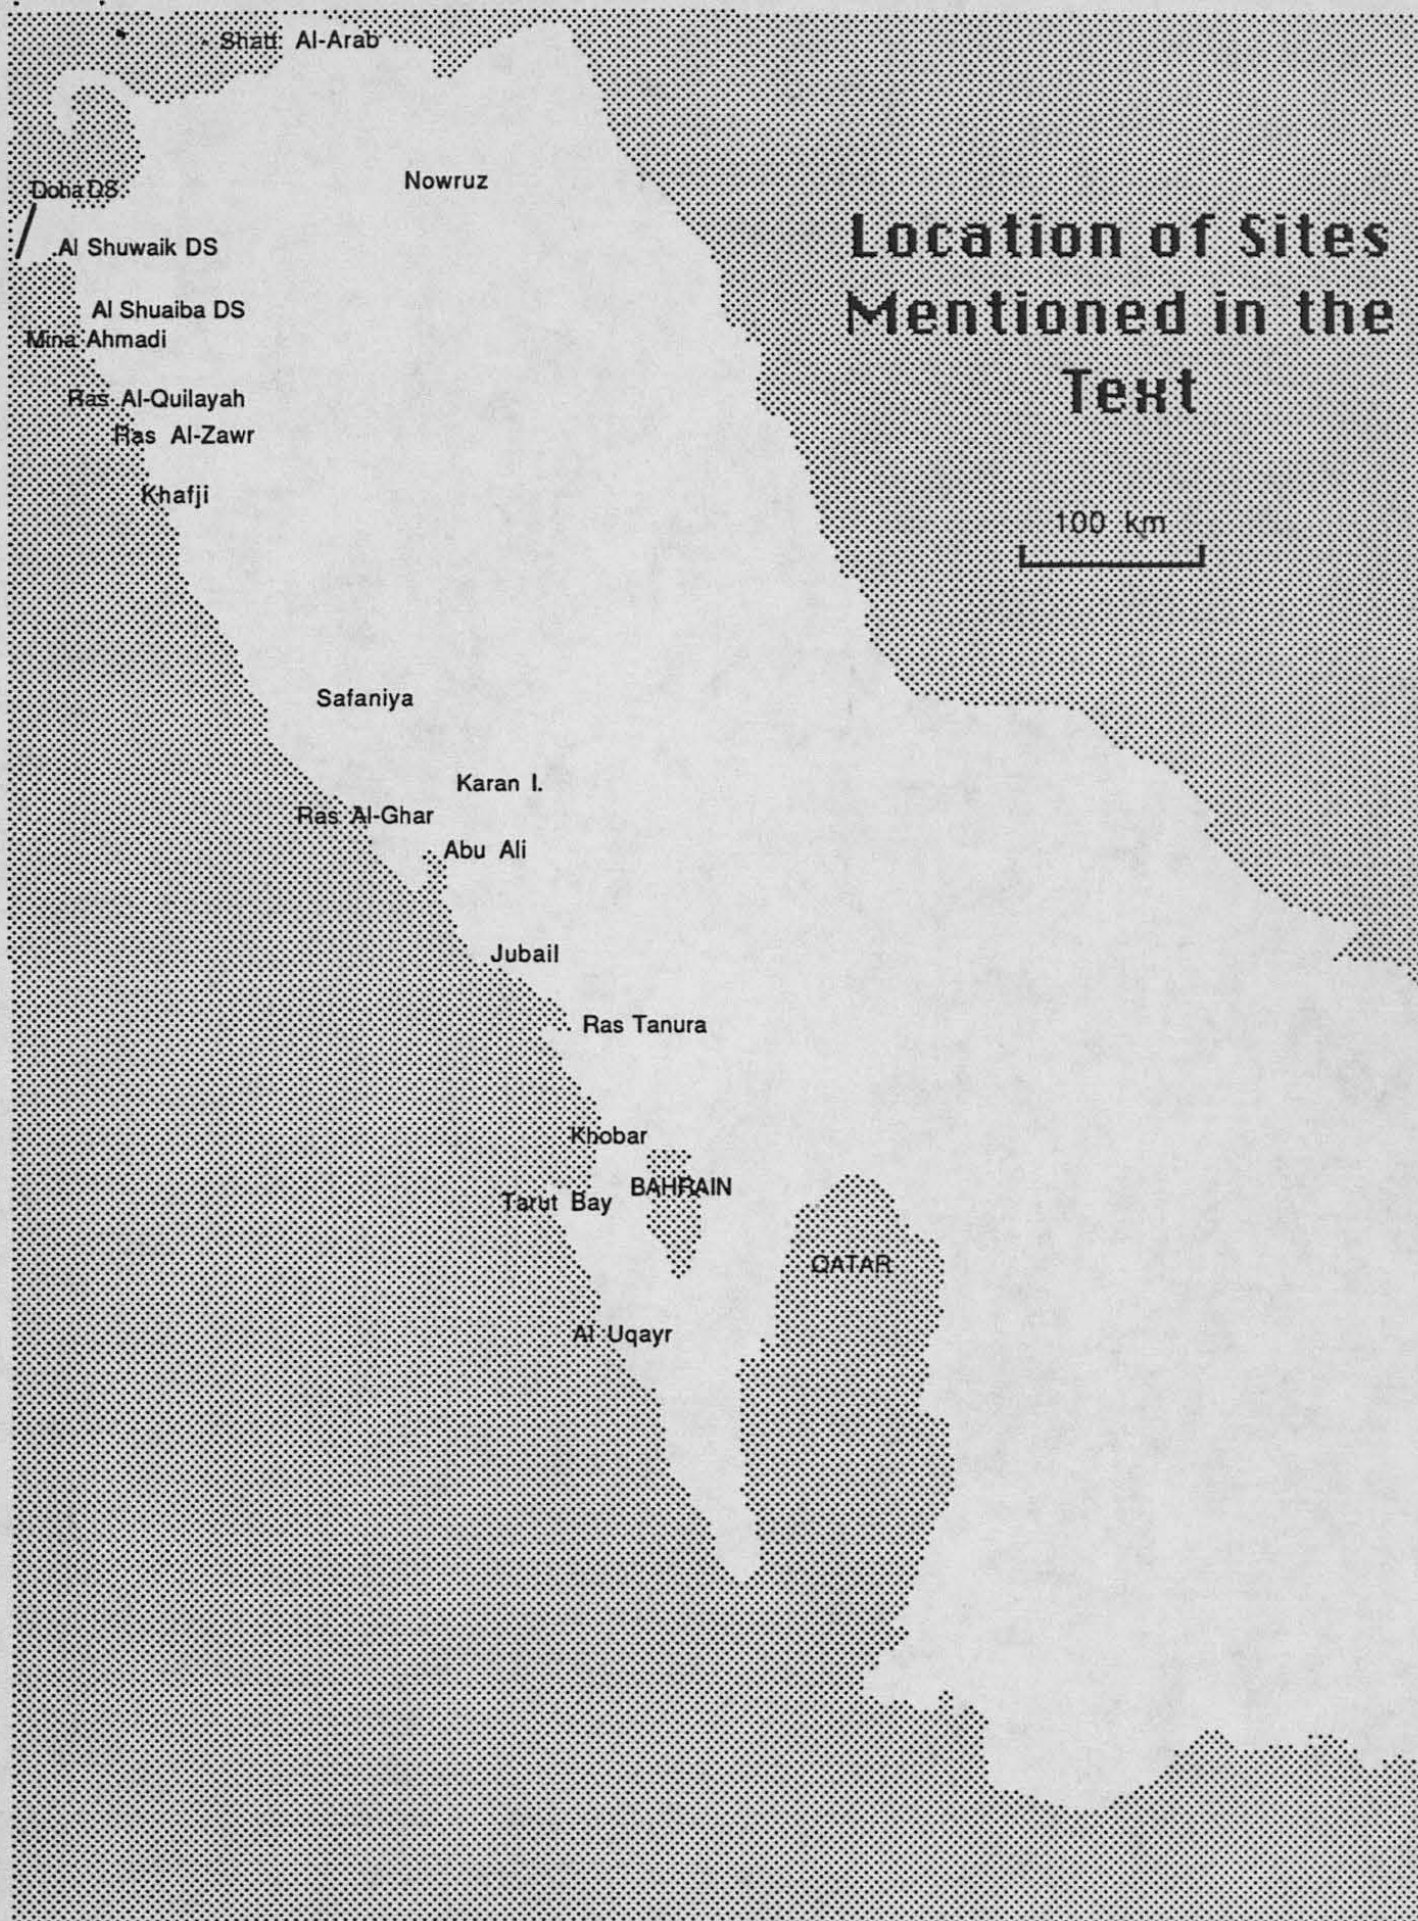 Shatt Al-Arab
Nowruz
Doha DS
Location of Sites
Mentioned in the
Text
Al Shuwaik DS
Al Shuaiba DS
Mina Ahmadi
Ras Al-Quilayah
Ras Al-Zawr
Khafji
100 km
Safaniya
Karan I.
Ras Al-Ghar
Abu Ali
Jubail
Ras Tanura
Khobar
BAHRAIN
Tarut Bay
QATAR
Al Uqayr